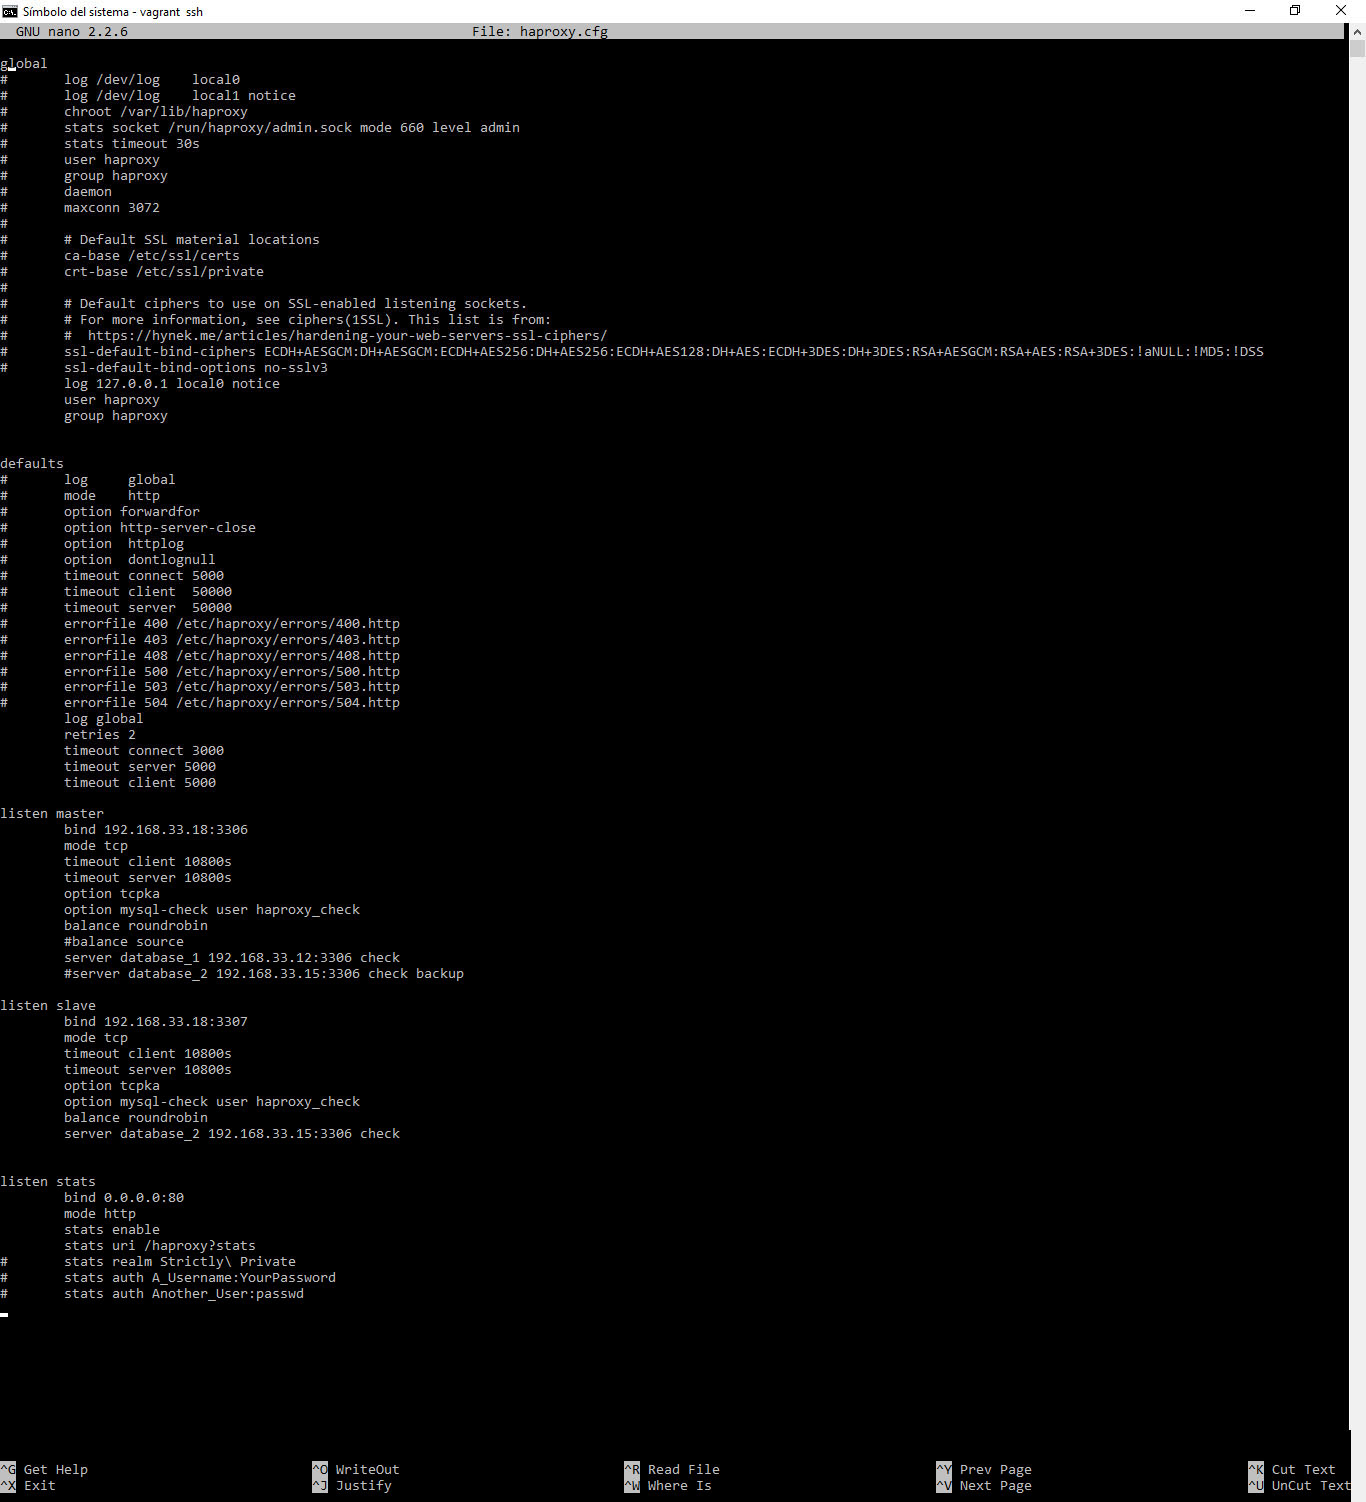 Símbolo del sistema - vagrant ssh
GNU nano 2.2.6 File: haproxy.cfg
global
# log /dev/log local0
# log /dev/log local1 notice
# chroot /var/lib/haproxy
# stats socket /run/haproxy/admin.sock mode 660 level admin
# stats timeout 30s
# user haproxy
# group haproxy
# daemon
# maxconn 3072
#
# # Default SSL material locations
# ca-base /etc/ssl/certs
# crt-base /etc/ssl/private
#
# # Default ciphers to use on SSL-enabled listening sockets.
# # For more information, see ciphers(1SSL). This list is from:
# # https://hynek.me/articles/hardening-your-web-servers-ssl-ciphers/
# ssl-default-bind-ciphers ECDH+AESGCM:DH+AESGCM:ECDH+AES256:DH+AES256:ECDH+AES128:DH+AES:ECDH+3DES:DH+3DES:RSA+AESGCM:RSA+AES:RSA+3DES:!aNULL:!MD5:!DSS
# ssl-default-bind-options no-sslv3
log 127.0.0.1 local0 notice
user haproxy
group haproxy
defaults
# log global
# mode http
# option forwardfor
# option http-server-close
# option httplog
# option dontlognull
# timeout connect 5000
# timeout client 50000
# timeout server 50000
# errorfile 400 /etc/haproxy/errors/400.http
# errorfile 403 /etc/haproxy/errors/403.http
# errorfile 408 /etc/haproxy/errors/408.http
# errorfile 500 /etc/haproxy/errors/500.http
# errorfile 503 /etc/haproxy/errors/503.http
# errorfile 504 /etc/haproxy/errors/504.http
log global
retries 2
timeout connect 3000
timeout server 5000
timeout client 5000
listen master
bind 192.168.33.18:3306
mode tcp
timeout client 10800s
timeout server 10800s
option tcpka
option mysql-check user haproxy_check
balance roundrobin
#balance source
server database_1 192.168.33.12:3306 check
#server database_2 192.168.33.15:3306 check backup
listen slave
bind 192.168.33.18:3307
mode tcp
timeout client 10800s
timeout server 10800s
option tcpka
option mysql-check user haproxy_check
balance roundrobin
server database_2 192.168.33.15:3306 check
listen stats
bind 0.0.0.0:80
mode http
stats enable
stats uri /haproxy?stats
# stats realm Strictly\ Private
# stats auth A_Username:YourPassword
# stats auth Another_User:passwd
^G Get Help ^O WriteOut ^R Read File ^Y Prev Page ^K Cut Text
^X Exit ^J Justify ^W Where Is ^V Next Page ^U UnCut Text